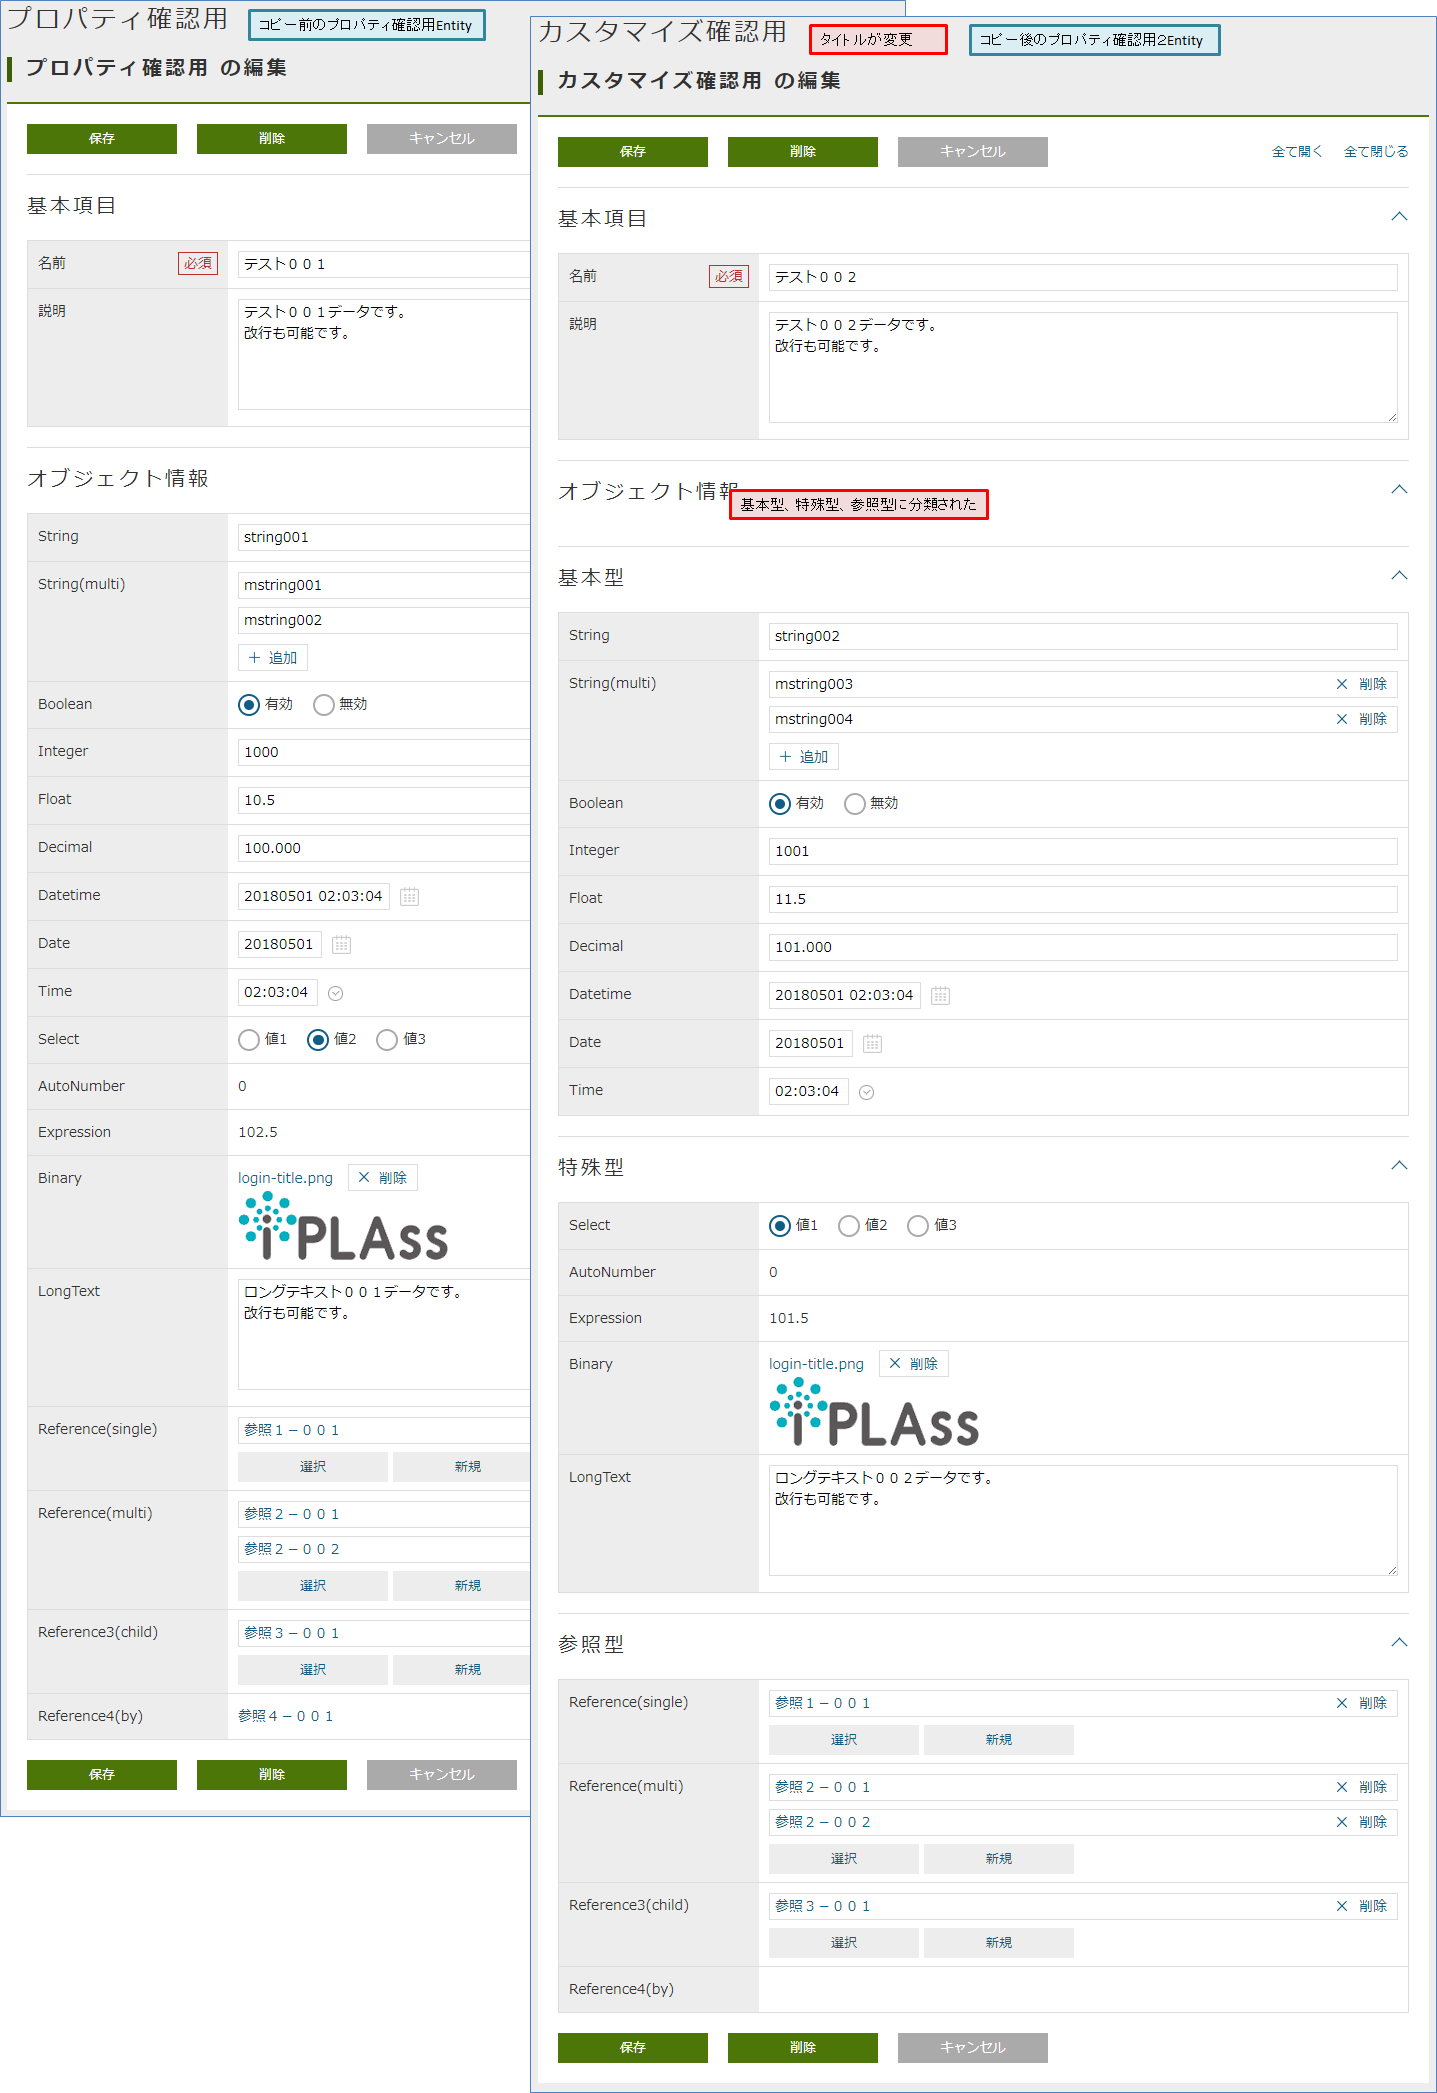 プロパティ確認用
コピー前のプロパティ確認用Entity
プロパティ確認用 の編集
保存
削除
キャンセル
基本項目
名前
必須
テスト００１
説明
テスト００１データです。
改行も可能です。
オブジェクト情報
String
string001
String(multi)
mstring001
mstring002
＋ 追加
Boolean
有効
無効
Integer
1000
Float
10.5
Decimal
100.000
Datetime
20180501 02:03:04
Date
20180501
Time
02:03:04
Select
値1
値2
値3
AutoNumber
0
Expression
102.5
Binary
login-title.png
× 削除
iPLAss
LongText
ロングテキスト００１データです。
改行も可能です。
Reference(single)
参照１－００１
選択
新規
Reference(multi)
参照２－００１
参照２－００２
選択
新規
Reference3(child)
参照３－００１
選択
新規
Reference4(by)
参照４－００１
保存
削除
キャンセル
カスタマイズ確認用
タイトルが変更
コピー後のプロパティ確認用２Entity
カスタマイズ確認用 の編集
保存
削除
キャンセル
全て開く
全て閉じる
基本項目
名前
必須
テスト００２
説明
テスト００２データです。
改行も可能です。
オブジェクト情報
基本型、特殊型、参照型に分類された
基本型
String
string002
String(multi)
mstring003
× 削除
mstring004
× 削除
＋ 追加
Boolean
有効
無効
Integer
1001
Float
11.5
Decimal
101.000
Datetime
20180501 02:03:04
Date
20180501
Time
02:03:04
特殊型
Select
値1
値2
値3
AutoNumber
0
Expression
101.5
Binary
login-title.png
× 削除
iPLAss
LongText
ロングテキスト００２データです。
改行も可能です。
参照型
Reference(single)
参照１－００１
× 削除
選択
新規
Reference(multi)
参照２－００１
× 削除
参照２－００２
× 削除
選択
新規
Reference3(child)
参照３－００１
× 削除
選択
新規
Reference4(by)
保存
削除
キャンセル